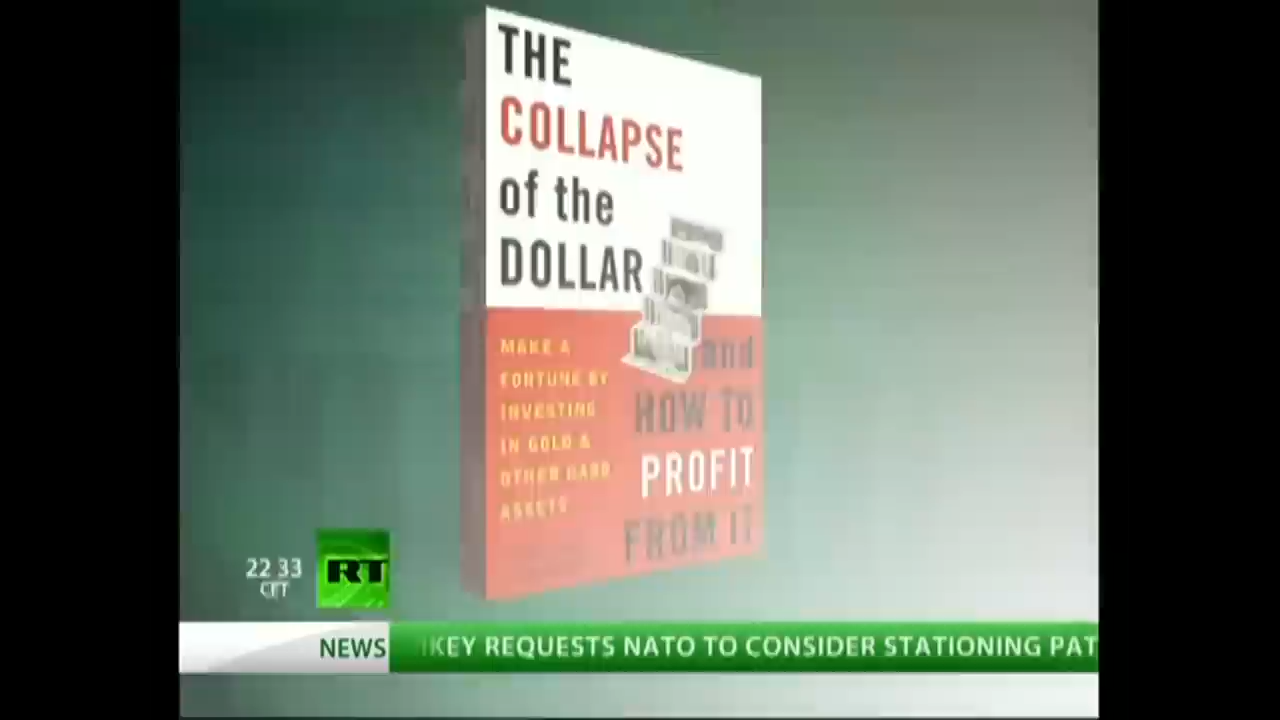 THE
COLLAPSE
of the
DOLLAR
MAKE A
FORTUNE BY
INVESTING
IN GOLD &
OTHER HARD
ASSETS
and
HOW TO
PROFIT
FROM IT
22 33
CET
RT
NEWS
KEY REQUESTS NATO TO CONSIDER STATIONING PAT